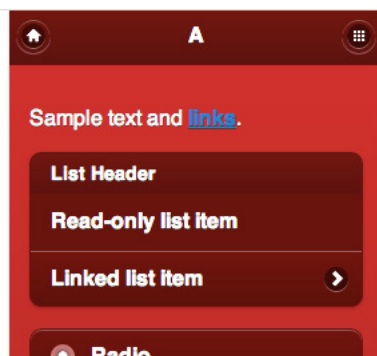 A
Sample text and links.
List Header
Read-only list item
Linked list item
Radio